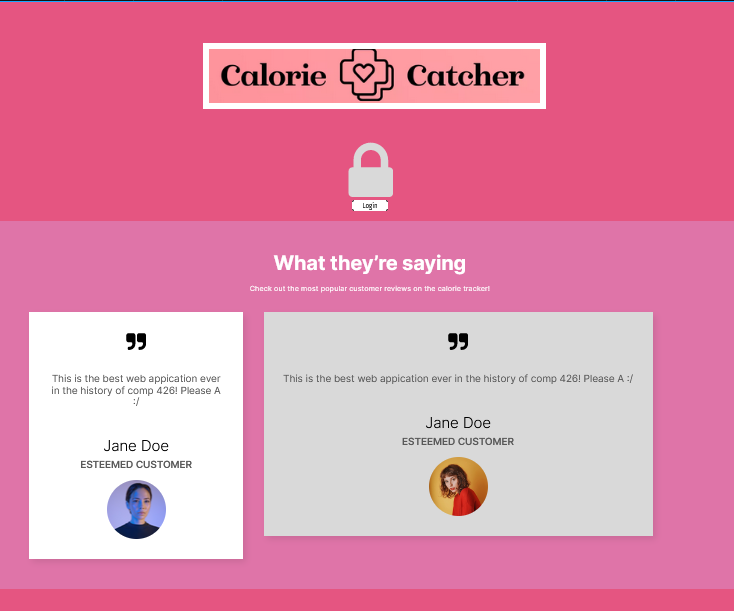 Calorie Catcher
Login
What they're saying
Check out the most popular customer reviews on the calorie tracker!
This is the best web appication ever
in the history of comp 426! Please A
:/
Jane Doe
ESTEEMED CUSTOMER
This is the best web appication ever in the history of comp 426! Please A :/
Jane Doe
ESTEEMED CUSTOMER